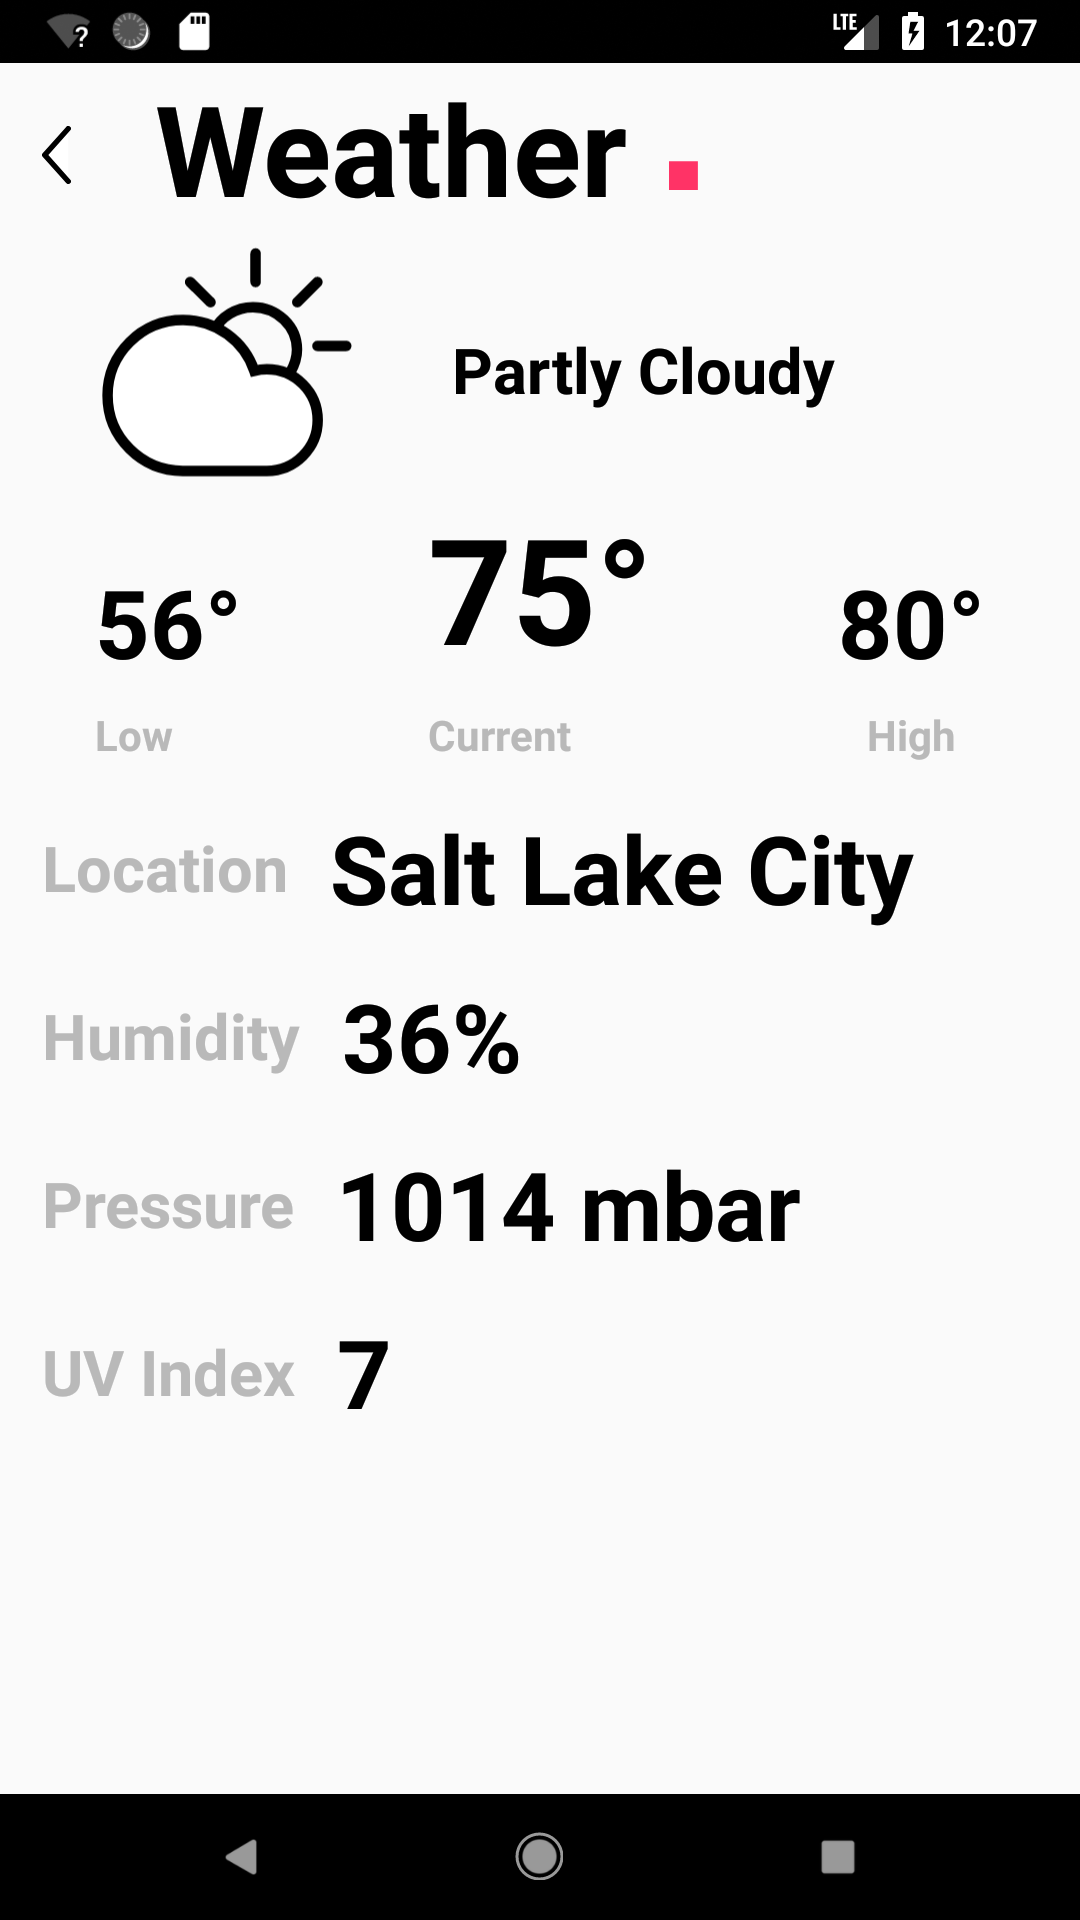 LTE 12:07
Weather
Partly Cloudy
56° 75° 80°
Low Current High
Location Salt Lake City
Humidity 36%
Pressure 1014 mbar
UV Index 7